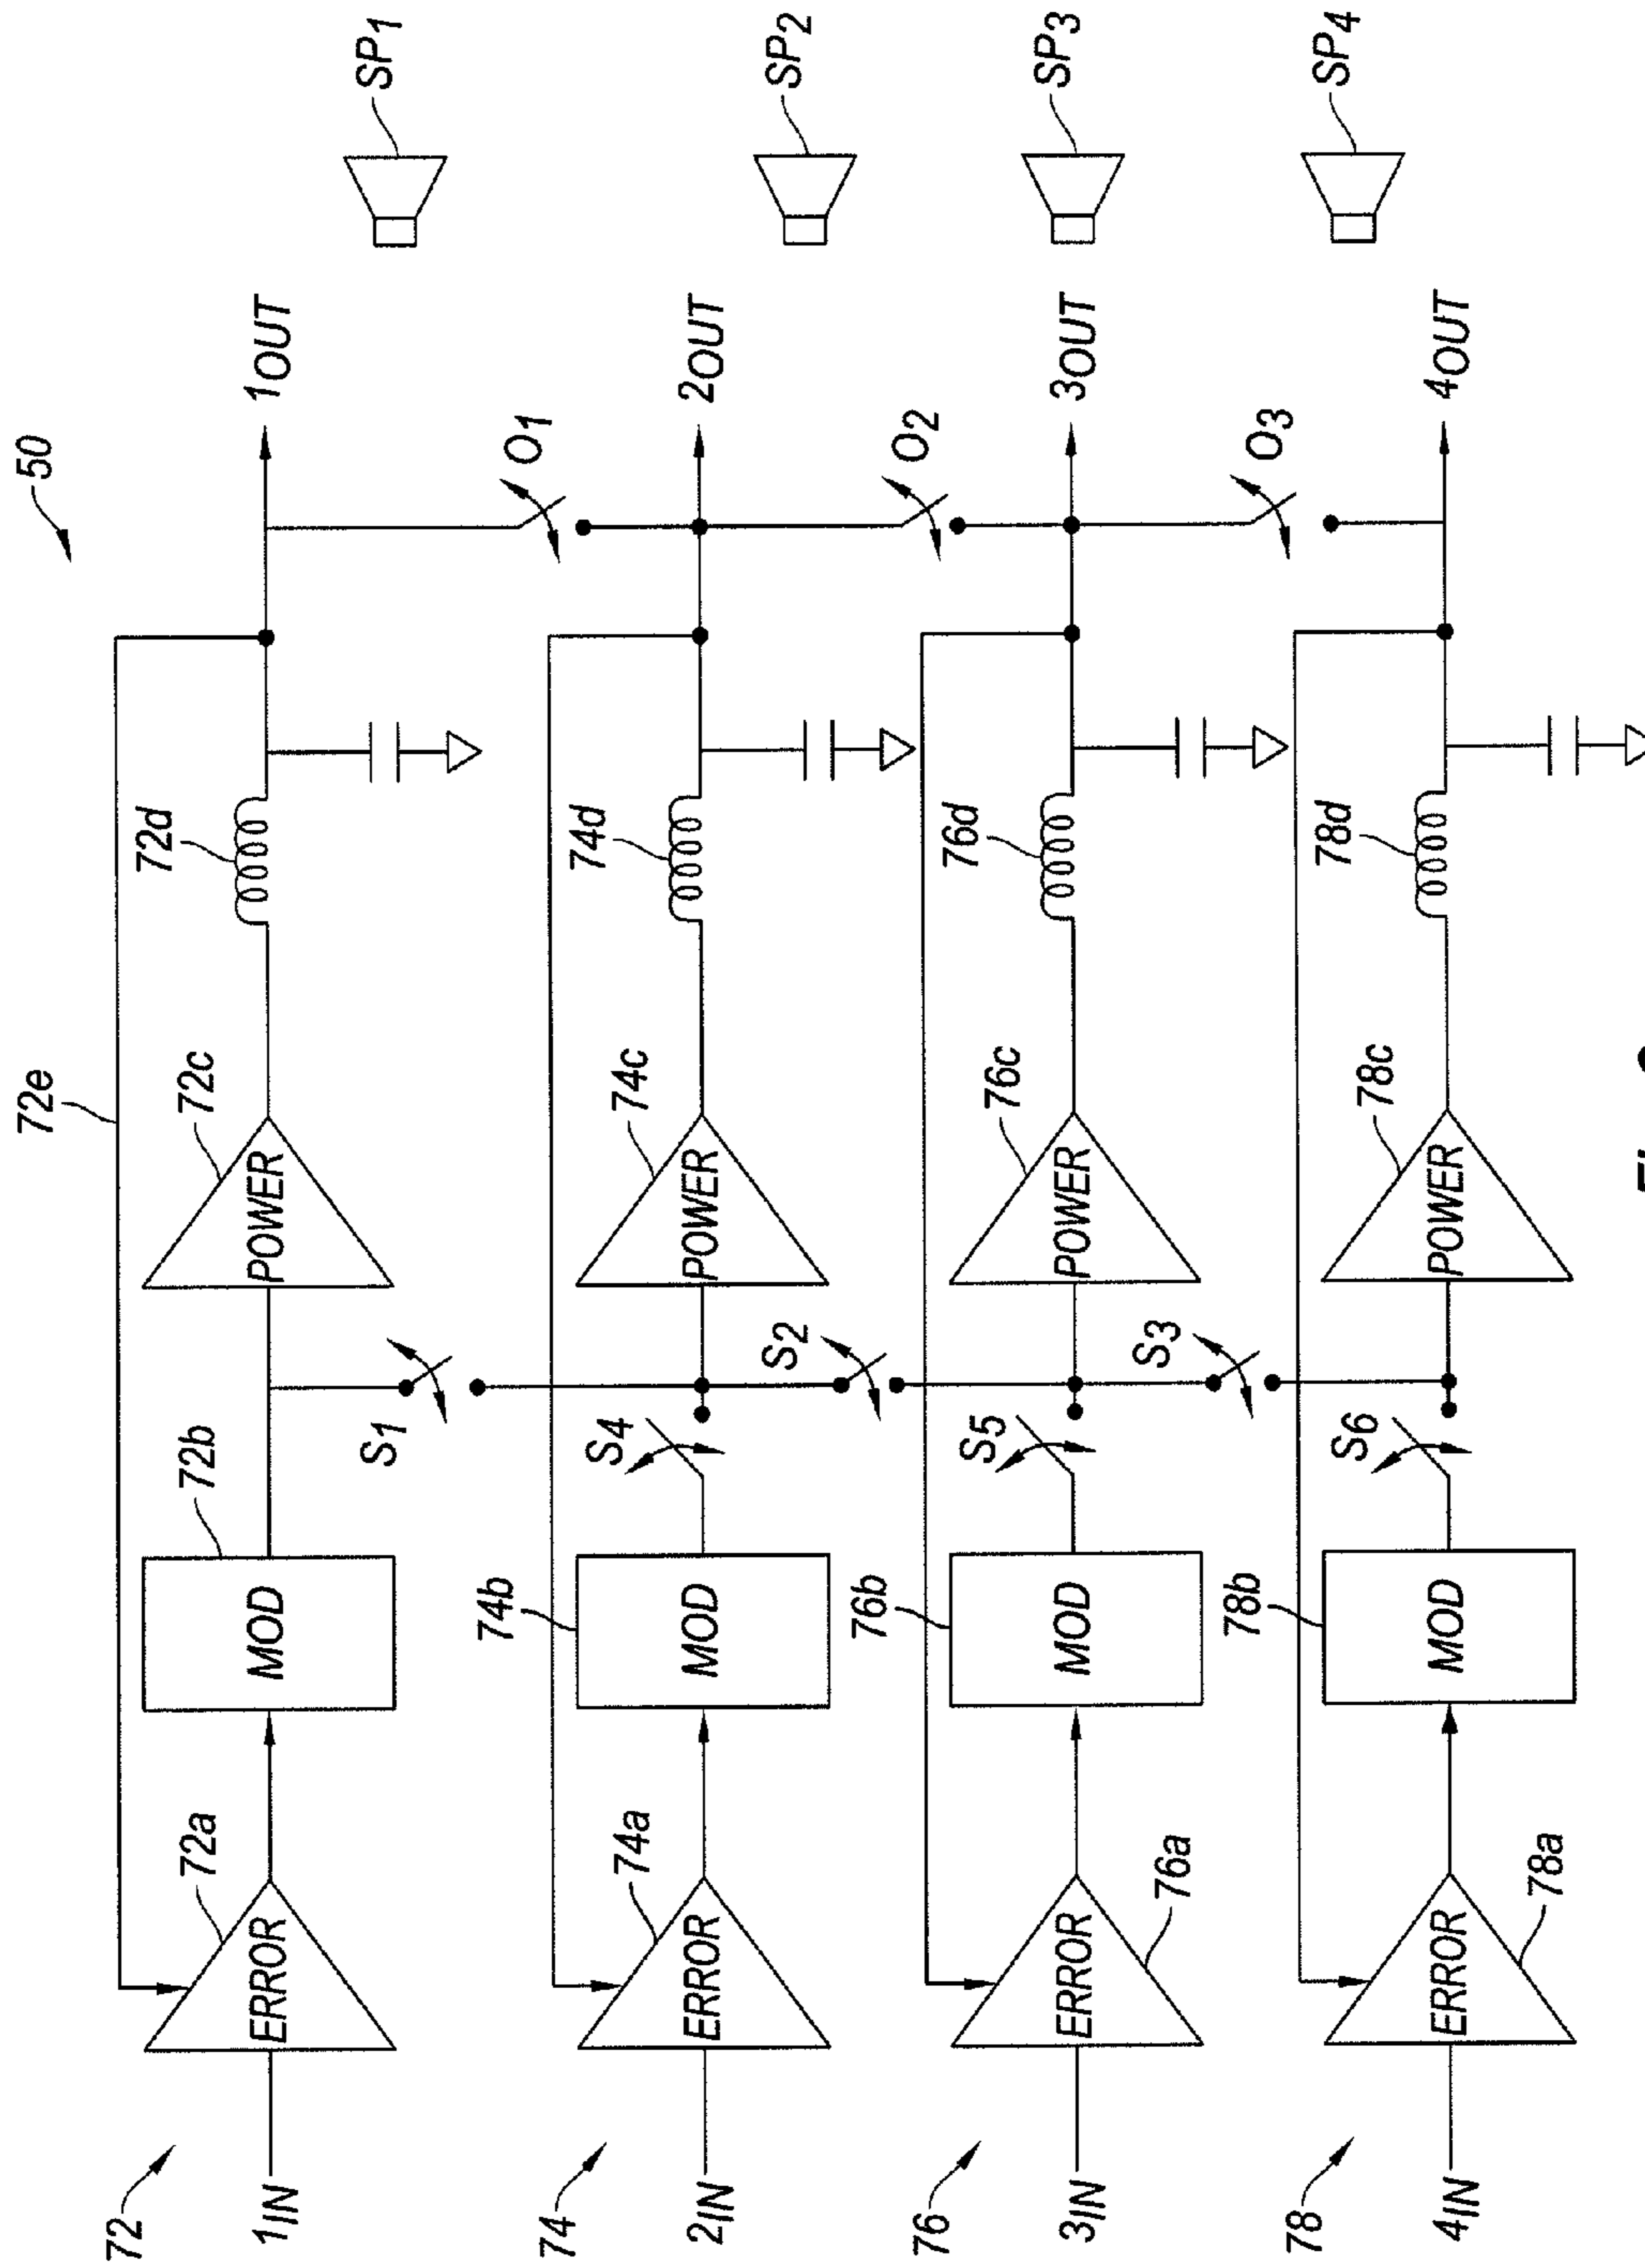 50
72e
72
1IN
72a
ERROR
72b
MOD
S1
72c
POWER
72d
O1
1OUT
SP1
74
2IN
74a
ERROR
74b
MOD
S4
S2
74c
POWER
74d
O2
2OUT
SP2
76
3IN
76a
ERROR
76b
MOD
S5
S3
76c
POWER
76d
O3
3OUT
SP3
78
4IN
78a
ERROR
78b
MOD
S6
78c
POWER
78d
4OUT
SP4